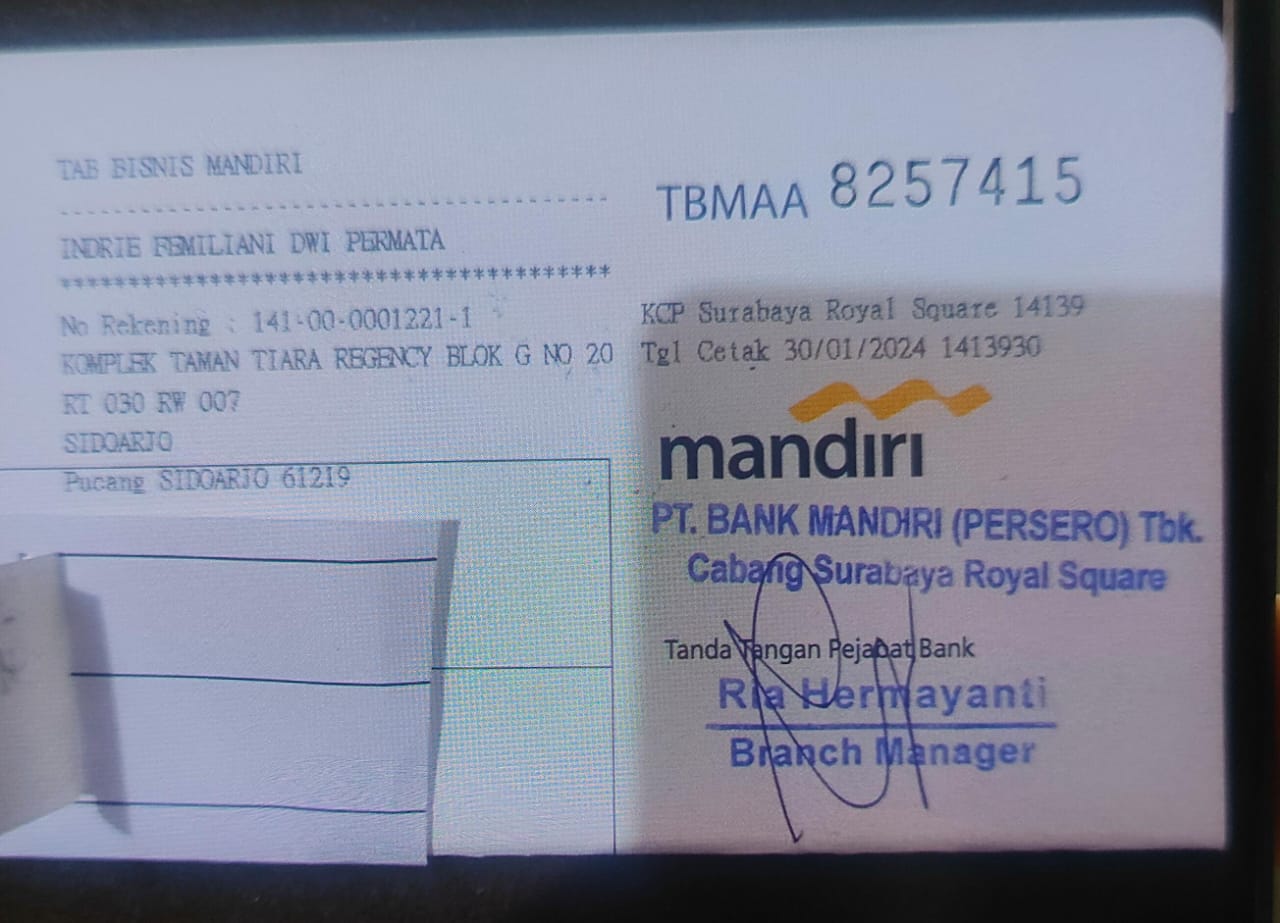 TAB BISNIS MANDIRI
----------------------------------------
INDRIE FEMILIANI DWI PERMATA
****************************************
No Rekening : 141-00-0001221-1
KOMPLEK TAMAN TIARA REGENCY BLOK G NO 20
RT 030 RW 007
SIDOARJO
Pucang SIDOARJO 61219
TBMAA 8257415
KCP Surabaya Royal Square 14139
Tgl Cetak 30/01/2024 1413930
mandırı
PT. BANK MANDIRI (PERSERO) Tbk.
Cabang Surabaya Royal Square
Tanda Tangan Pejabat Bank
Ria Hermayanti
Branch Manager